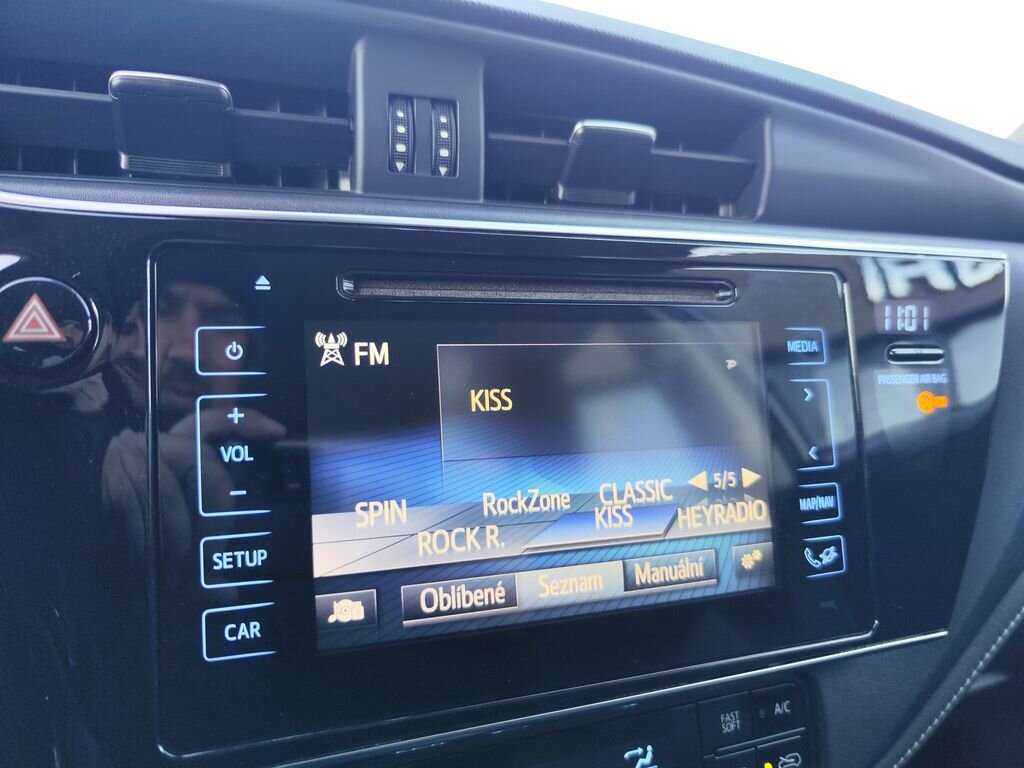 FM
MEDIA
1101
PASSENGER AIR BAG
KISS
+
VOL
−
SPIN RockZone CLASSIC 5/5
ROCK R. KISS HEYRADIO
MAP/NAV
SETUP
Oblíbené Seznam Manuální
CAR
FAST
SOFT
A/C